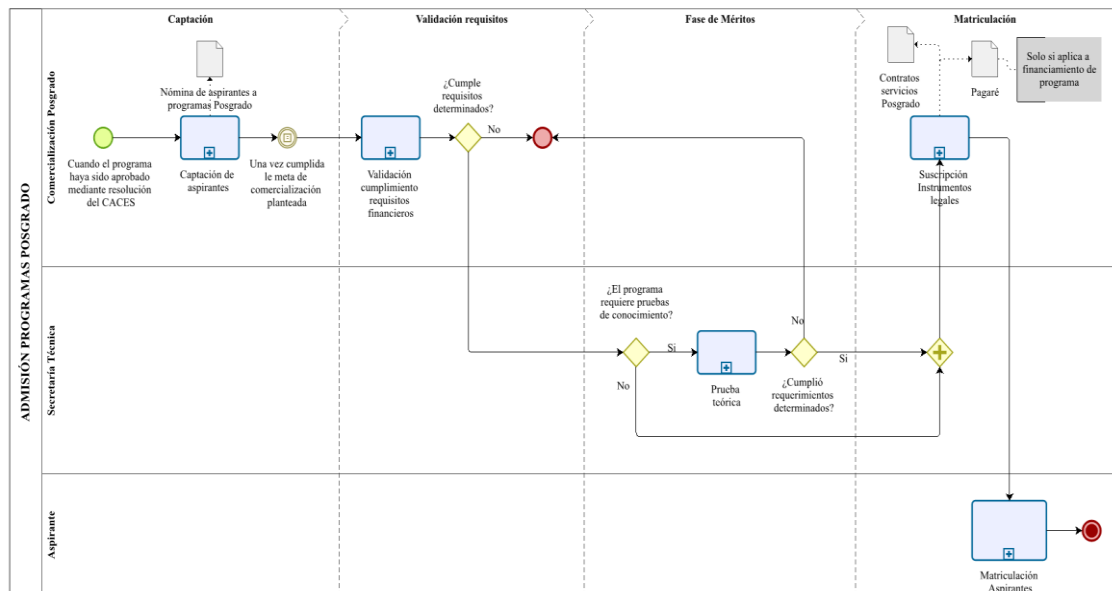 Captación
Validación requisitos
Fase de Méritos
Matriculación
ADMISIÓN PROGRAMAS POSGRADO
Comercialización Posgrado
Nómina de aspirantes a
programas Posgrado
Cuando el programa
haya sido aprobado
mediante resolución
del CACES
Captación de
aspirantes
Una vez cumplida
le meta de
comercialización
planteada
Validación
cumplimiento
requisitos
financieros
¿Cumple
requisitos
determinados?
No
Contratos
servicios
Posgrado
Pagaré
Solo si aplica a
financiamiento de
programa
Suscripción
Instrumentos
legales
Secretaría Técnica
¿El programa
requiere pruebas
de conocimiento?
Si
No
Prueba
teórica
No
Si
¿Cumplió
requerimientos
determinados?
Aspirante
Matriculación
Aspirantes